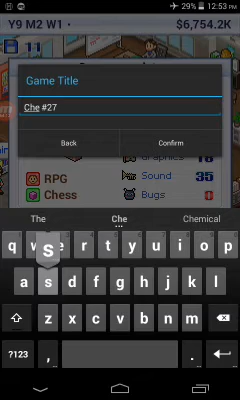 29% 12:53 PM
Y9 M2 W1 $6,754.2K
11
Game Title
Che #27
Back Confirm
Graphics
RPG Sound 35
Chess Bugs 0
The Che Chemical
q w e r t y u i o p
s
a s d f g h j k l
z x c v b n m
?123 , .